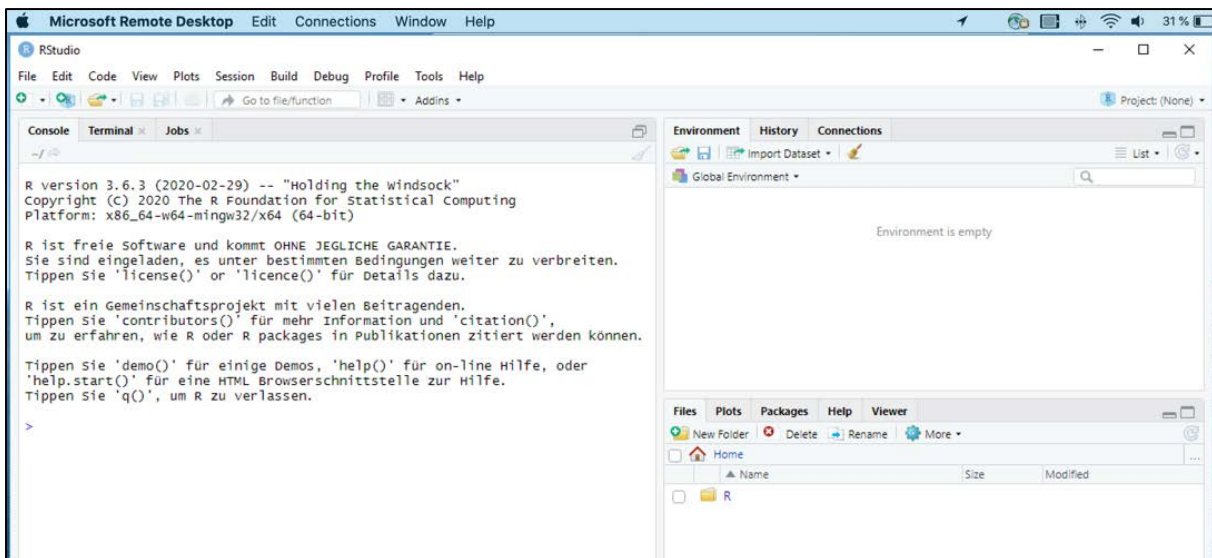 Microsoft Remote Desktop Edit Connections Window Help 31 %
RStudio
File Edit Code View Plots Session Build Debug Profile Tools Help
Go to file/function Addins Project: (None)
Console Terminal Jobs
~/
R version 3.6.3 (2020-02-29) -- "Holding the Windsock"
Copyright (C) 2020 The R Foundation for Statistical Computing
Platform: x86_64-w64-mingw32/x64 (64-bit)
R ist freie Software und kommt OHNE JEGLICHE GARANTIE.
Sie sind eingeladen, es unter bestimmten Bedingungen weiter zu verbreiten.
Tippen Sie 'license()' or 'licence()' für Details dazu.
R ist ein Gemeinschaftsprojekt mit vielen Beitragenden.
Tippen Sie 'contributors()' für mehr Information und 'citation()',
um zu erfahren, wie R oder R packages in Publikationen zitiert werden können.
Tippen Sie 'demo()' für einige Demos, 'help()' für on-line Hilfe, oder
'help.start()' für eine HTML Browserschnittstelle zur Hilfe.
Tippen Sie 'q()', um R zu verlassen.
>
Environment History Connections
Import Dataset List
Global Environment
Environment is empty
Files Plots Packages Help Viewer
New Folder Delete Rename More
Home ...
Name Size Modified
R